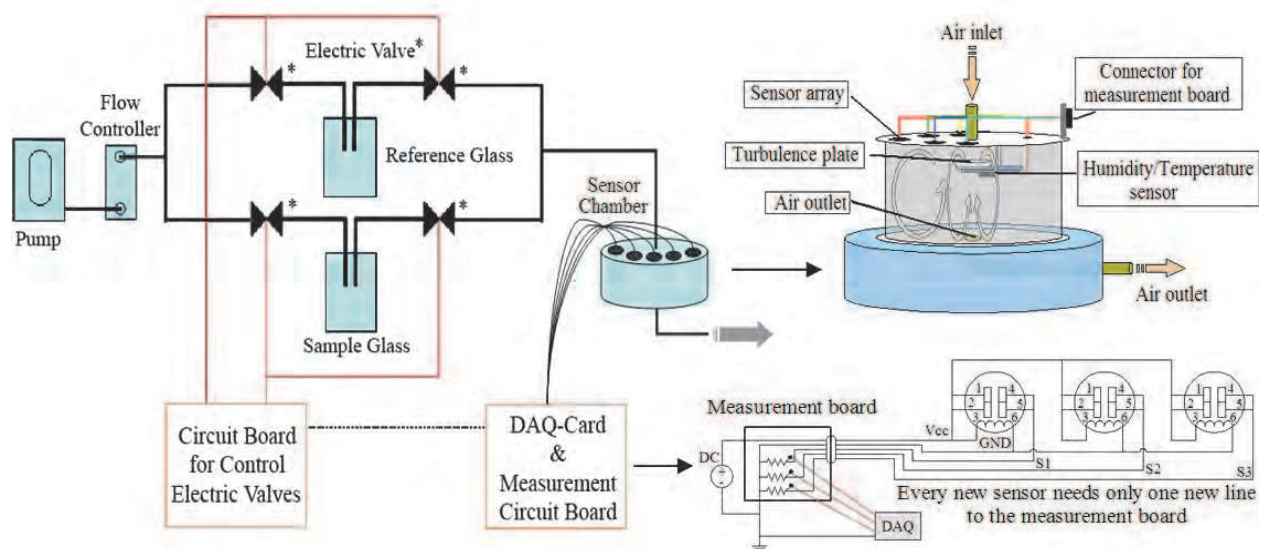 Electric Valve*
*
*
Flow
Controller
Reference Glass
Pump
*
*
Sample Glass
Sensor
Chamber
Circuit Board
for Control
Electric Valves
DAQ-Card
&
Measurement
Circuit Board
Air inlet
Sensor array
Connector for
measurement board
Turbulence plate
Humidity/Temperature
sensor
Air outlet
Air outlet
Measurement board
DC
Vcc
GND
1 4
2 5
3 6
1 4
2 5
3 6
1 4
2 5
3 6
S1
S2
S3
Every new sensor needs only one new line
to the measurement board
DAQ